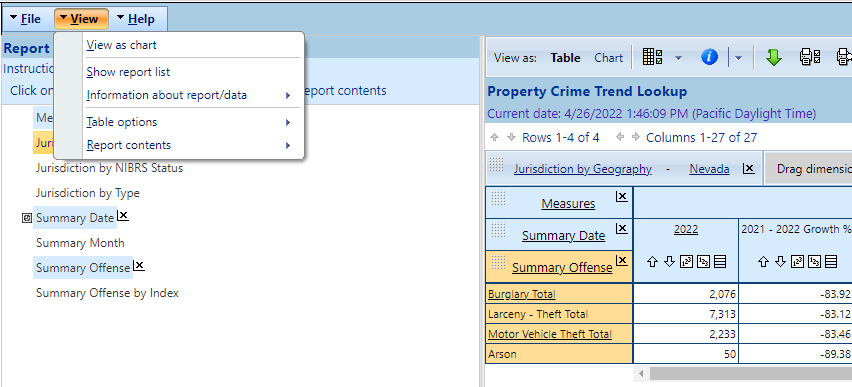 File View Help
View as chart
Show report list
Information about report/data
Table options
Report contents
Report
Instruction
Click on
report contents
Me
Juri
Jurisdiction by NIBRS Status
Jurisdiction by Type
Summary Date
Summary Month
Summary Offense
Summary Offense by Index
View as: Table Chart
Property Crime Trend Lookup
Current date: 4/26/2022 1:46:09 PM (Pacific Daylight Time)
Rows 1-4 of 4 Columns 1-27 of 27
Jurisdiction by Geography - Nevada Drag dimensio
Measures
Summary Date 2022 2021 - 2022 Growth %
Summary Offense
Burglary Total 2,076 -83.92
Larceny - Theft Total 7,313 -83.12
Motor Vehicle Theft Total 2,233 -83.46
Arson 50 -89.38